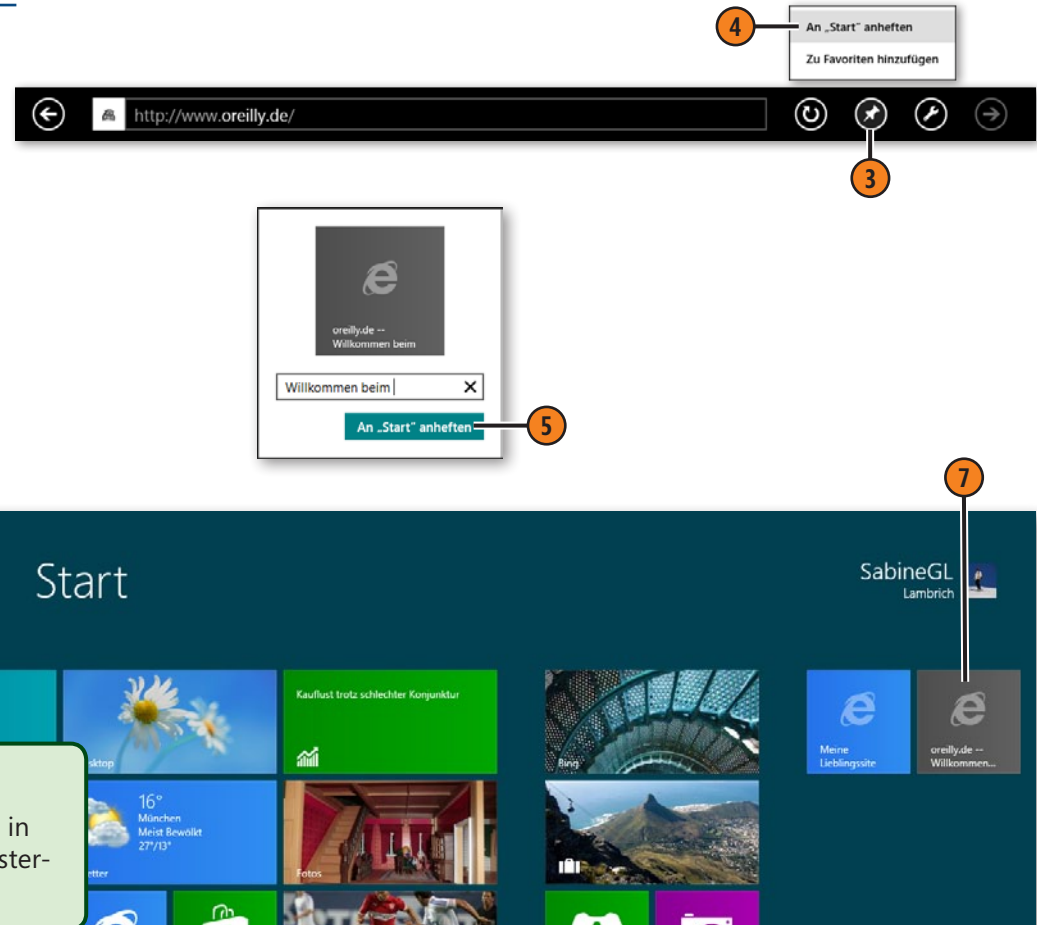 4
An „Start“ anheften
Zu Favoriten hinzufügen
http://www.oreilly.de/
3
oreilly.de --
Willkommen beim
Willkommen beim
An „Start“ anheften
5
7
Start
SabineGL
Lambrich
Kauflust trotz schlechter Konjunktur
Bing
Meine
Lieblingssite
oreilly.de --
Willkommen...
16°
München
Meist Bewölkt
27°/13°
Fotos
in
ster-